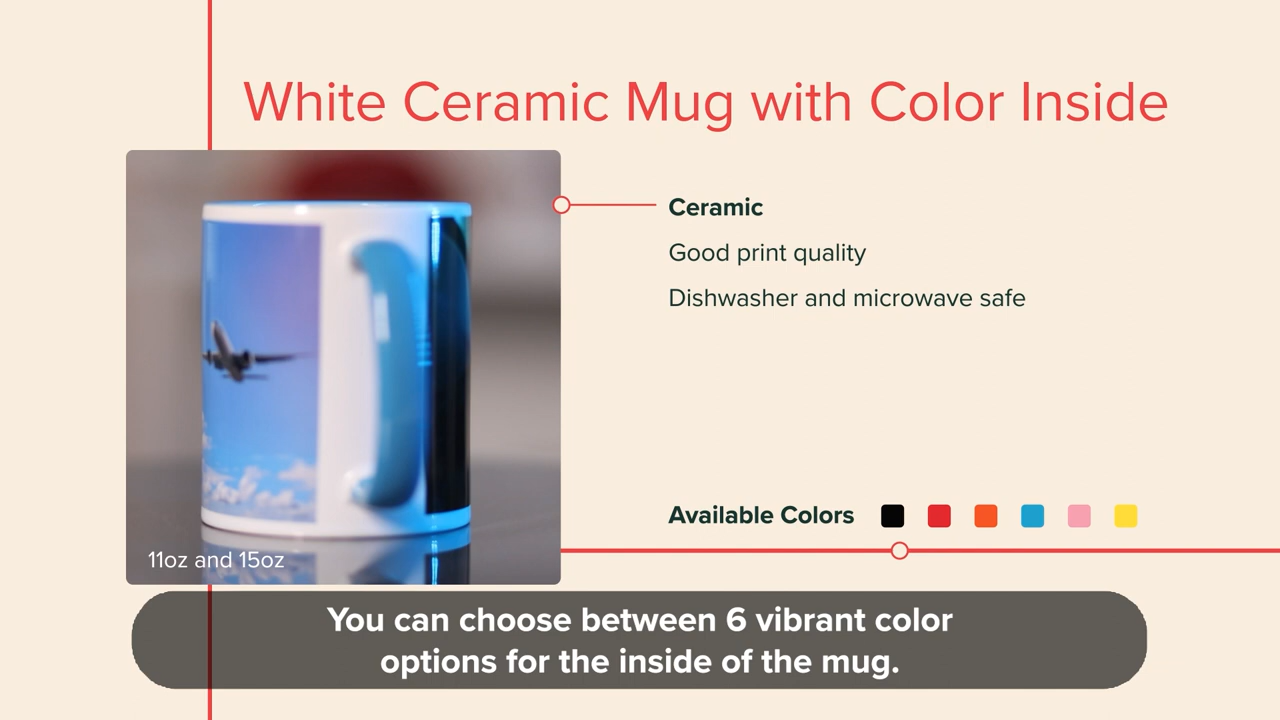 White Ceramic Mug with Color Inside
Ceramic
Good print quality
Dishwasher and microwave safe
Available Colors
11oz and 15oz
You can choose between 6 vibrant color
options for the inside of the mug.